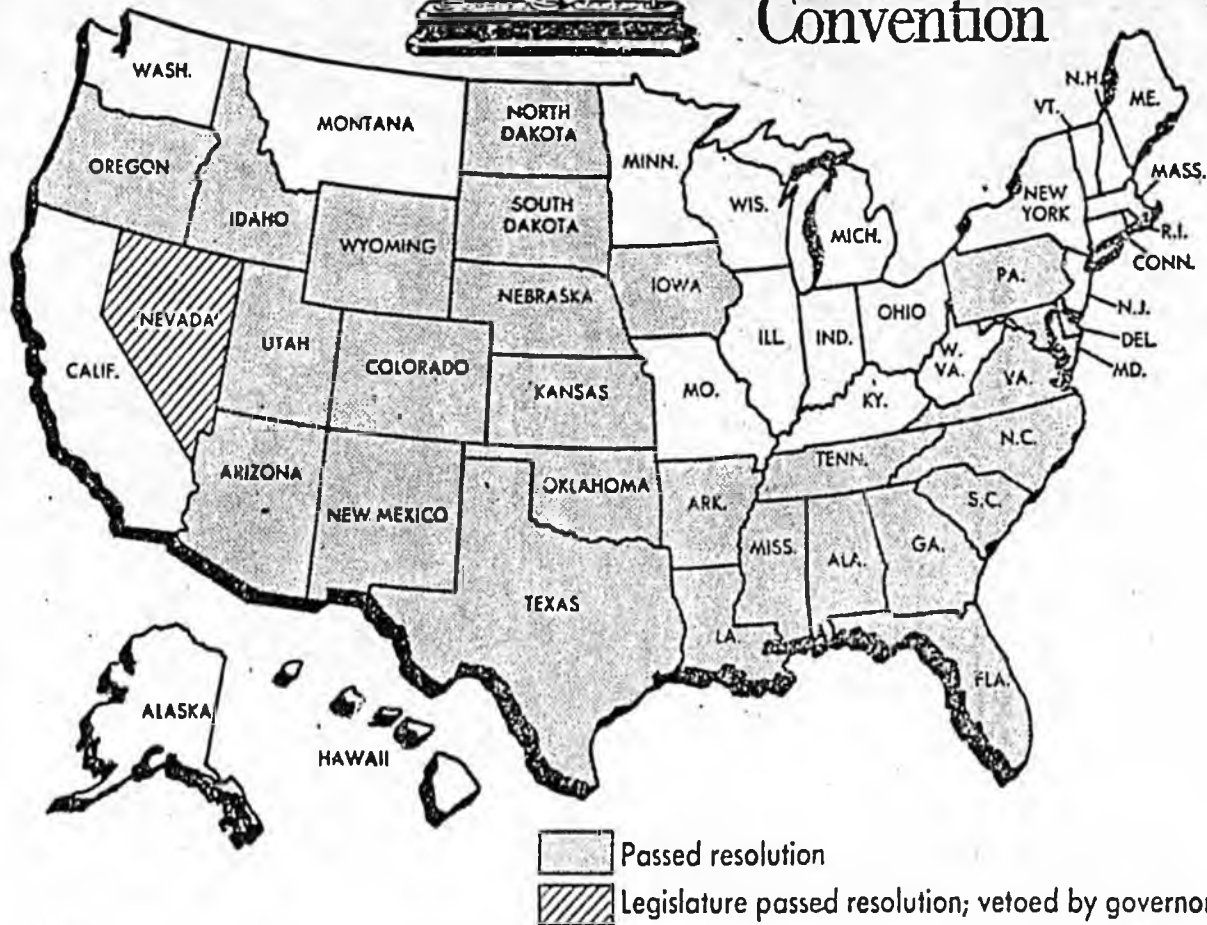 Convention
WASH.
MONTANA
NORTH
DAKOTA
MINN.
N.H.
ME.
VT.
OREGON
IDAHO
SOUTH
DAKOTA
WIS.
MICH.
NEW
YORK
MASS.
R.I.
CONN.
WYOMING
IOWA
PA.
NEVADA
UTAH
NEBRASKA
ILL.
IND.
OHIO
N.J.
DEL.
MD.
CALIF.
COLORADO
KANSAS
MO.
W.
VA.
VA.
KY.
N.C.
ARIZONA
NEW MEXICO
OKLAHOMA
ARK.
TENN.
S.C.
TEXAS
MISS.
ALA.
GA.
LA.
FLA.
ALASKA
HAWAII
Passed resolution
Legislature passed resolution; vetoed by governor